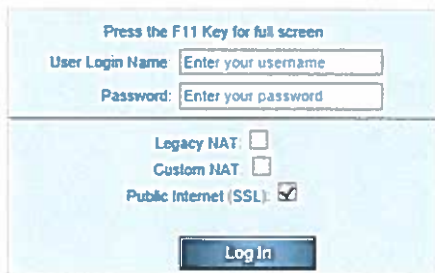 Press the F11 Key for full screen
User Login Name: Enter your username
Password: Enter your password
Legacy NAT:
Custom NAT:
Public Internet (SSL):
Log In